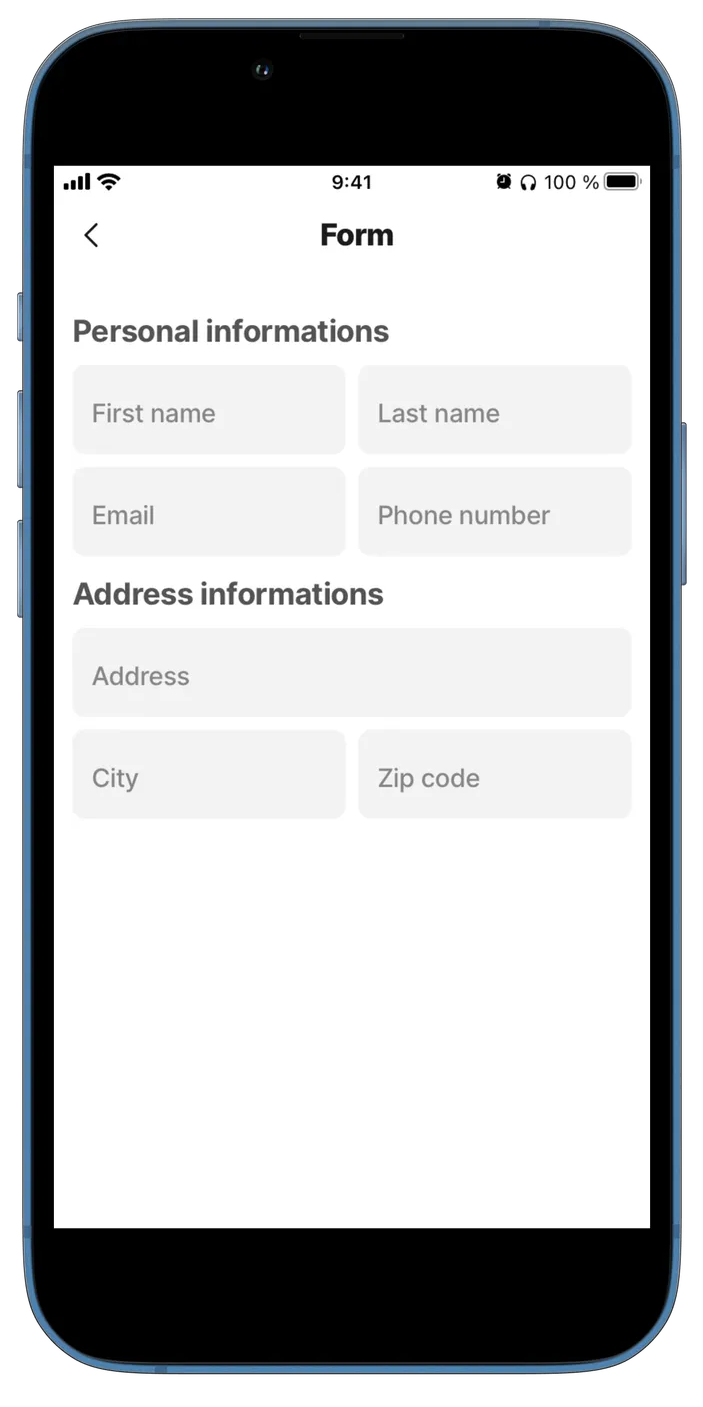 9:41 100 %
Form
Personal informations
First name Last name
Email Phone number
Address informations
Address
City Zip code